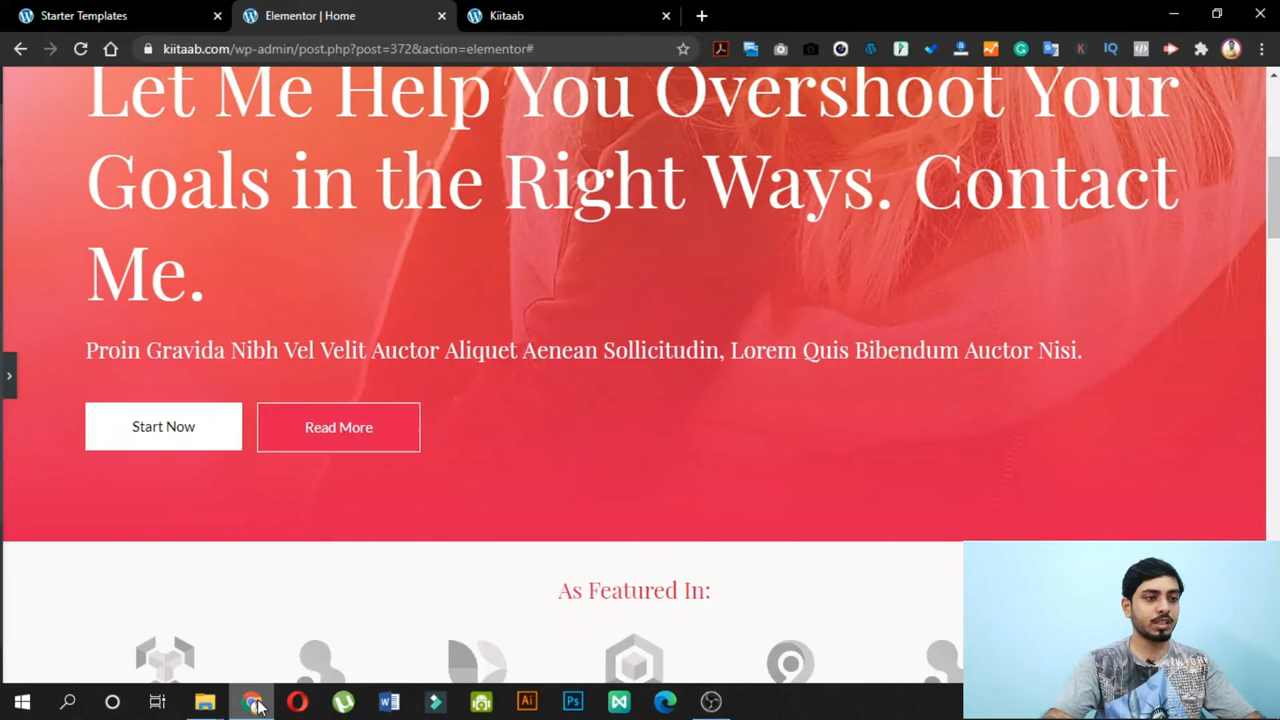 Starter Templates
Elementor | Home
Kiitaab
kiitaab.com/wp-admin/post.php?post=372&action=elementor#
Let Me Help You Overshoot Your
Goals in the Right Ways. Contact
Me.
Proin Gravida Nibh Vel Velit Auctor Aliquet Aenean Sollicitudin, Lorem Quis Bibendum Auctor Nisi.
Start Now
Read More
As Featured In: